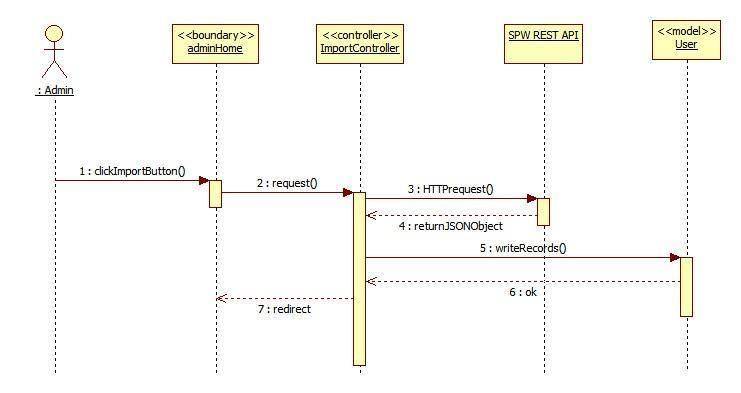 <<boundary>>
adminHome
<<controller>>
ImportController
SPW REST API
<<model>>
User
: Admin
1 : clickImportButton()
2 : request()
3 : HTTPrequest()
4 : returnJSONObject
5 : writeRecords()
6 : ok
7 : redirect